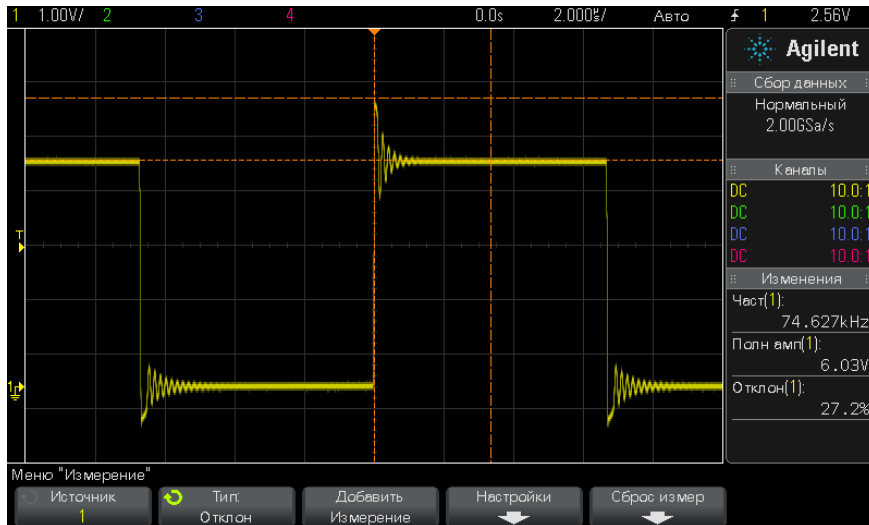 1 1.00V/ 2 3 4 0.0s 2.000µs/ Авто 1 2.56V
Agilent
Сбор данных
Нормальный
2.00GSa/s
Каналы
DC 10.0:1
DC 10.0:1
DC 10.0:1
DC 10.0:1
Изменения
Част(1):
74.627kHz
Полн амп(1):
6.03V
Отклон(1):
27.2%
T
1
Меню "Измерение"
Источник
1
Тип:
Отклон
Добавить
Измерение
Настройки
Сброс измер